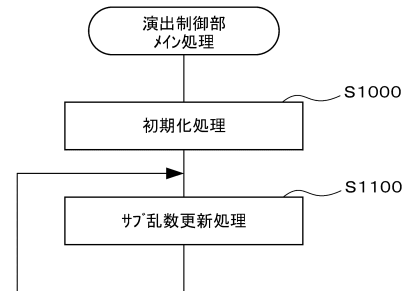 演出制御部
メイン処理
S1000
初期化処理
S1100
サブ乱数更新処理